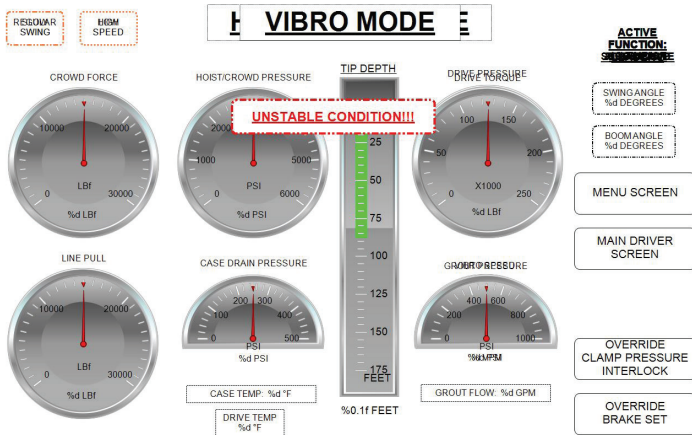 SWING
SPEED
VIBRO MODE
ACTIVE
FUNCTION:
CROWD FORCE
HOIST/CROWD PRESSURE
TIP DEPTH
DRIVE PRESSURE
DRIVE TORQUE
UNSTABLE CONDITION!!!
SWING ANGLE
%d DEGREES
BOOM ANGLE
%d DEGREES
10000 20000
0 30000
LBf
%d LBf
1000 5000
0 6000
PSI
%d PSI
25
50
75
100
125
150
175
FEET
%0.1f FEET
100 150
50 200
0 250
X1000
%d LBf
MENU SCREEN
MAIN DRIVER
SCREEN
LINE PULL
10000 20000
0 30000
LBf
%d LBf
CASE DRAIN PRESSURE
200 300
100 400
0 500
PSI
%d PSI
CASE TEMP: %d °F
DRIVE TEMP
%d °F
400 600
200 800
0 1000
PSI
GROUT FLOW: %d GPM
OVERRIDE
CLAMP PRESSURE
INTERLOCK
OVERRIDE
BRAKE SET